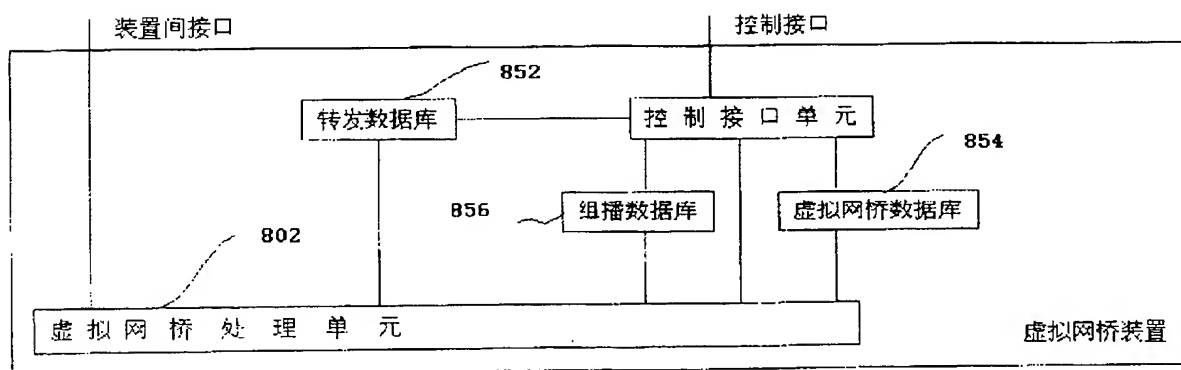 装置间接口
控制接口
852
转发数据库
控制接口单元
854
856
组播数据库
虚拟网桥数据库
802
虚拟网桥处理单元
虚拟网桥装置